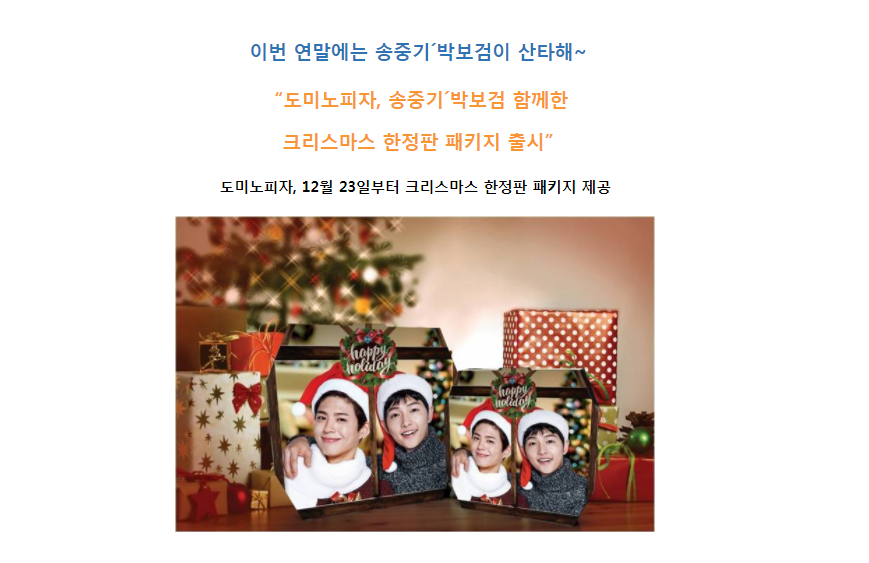 이번 연말에는 송중기´박보검이 산타해~
“도미노피자, 송중기´박보검 함께한
크리스마스 한정판 패키지 출시”
도미노피자, 12월 23일부터 크리스마스 한정판 패키지 제공
happy
holiday
happy
holiday